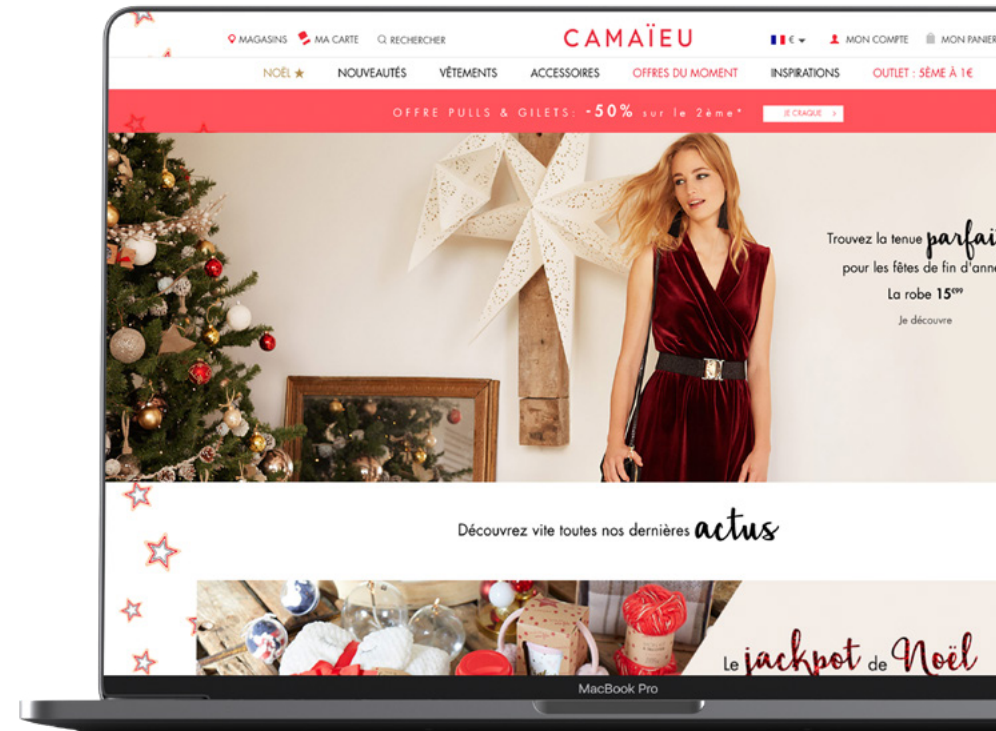 MAGASINS MA CARTE RECHERCHER CAMAÏEU € MON COMPTE MON PANIER
NOËL ★ NOUVEAUTÉS VÊTEMENTS ACCESSOIRES OFFRES DU MOMENT INSPIRATIONS OUTLET : 5ÈME À 1€
OFFRE PULLS & GILETS: -50% sur le 2ème* JE CRAQUE >
Trouvez la tenue parfait
pour les fêtes de fin d'anné
La robe 15€99
Je découvre
Découvrez vite toutes nos dernières actus
Le jackpot de Noël
MacBook Pro